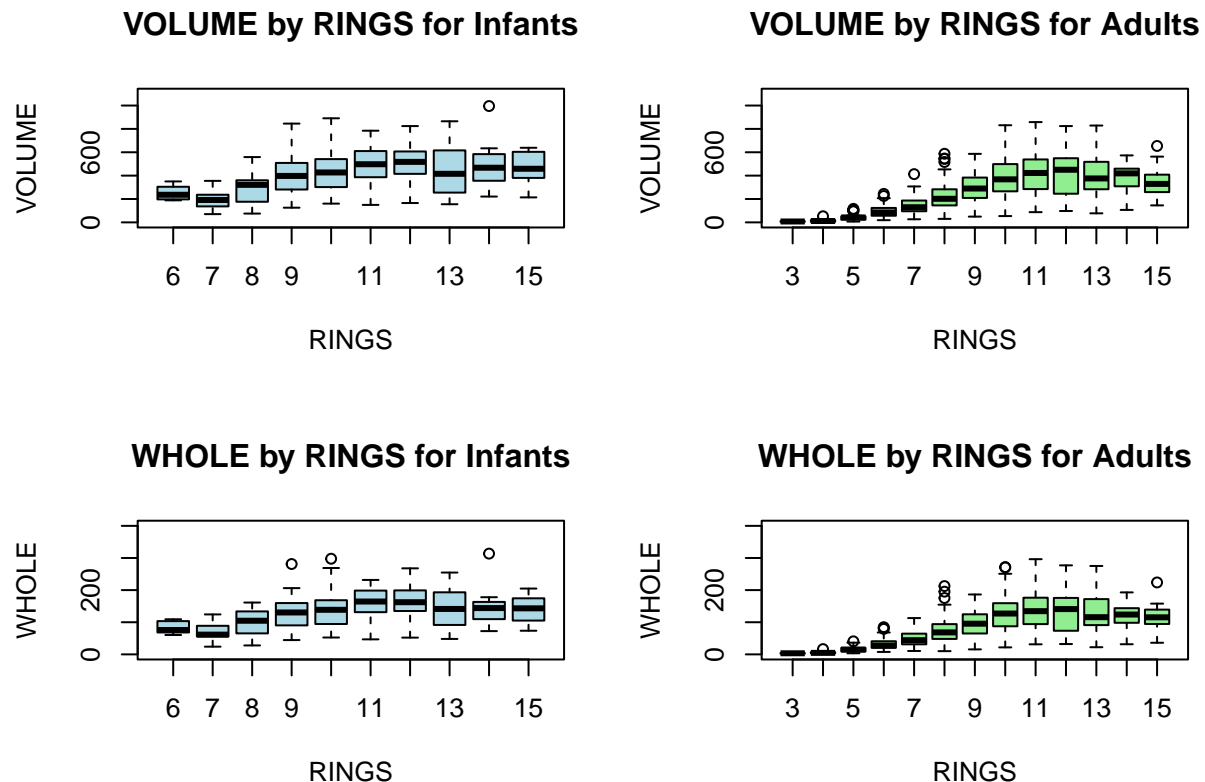 VOLUME by RINGS for Infants
VOLUME
600
0
6 7 8 9 11 13 15
RINGS
VOLUME by RINGS for Adults
VOLUME
600
0
3 5 7 9 11 13 15
RINGS
WHOLE by RINGS for Infants
WHOLE
200
0
6 7 8 9 11 13 15
RINGS
WHOLE by RINGS for Adults
WHOLE
200
0
3 5 7 9 11 13 15
RINGS